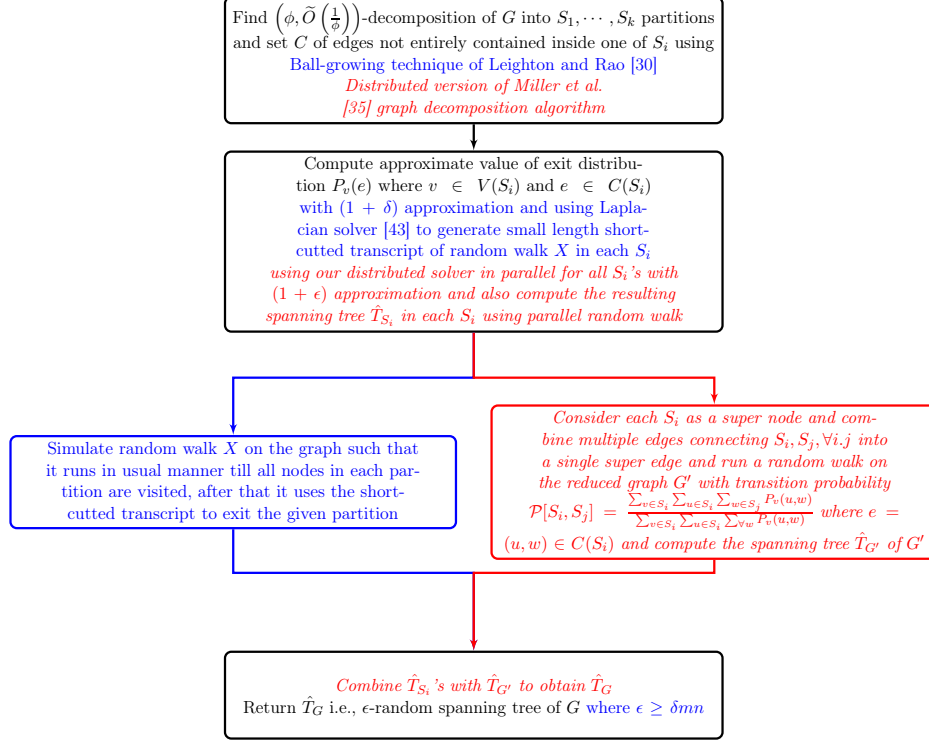 Find (ϕ, Õ(1/ϕ))-decomposition of G into S₁, ⋯ , Sₖ partitions
and set C of edges not entirely contained inside one of Sᵢ using
Ball-growing technique of Leighton and Rao [30]
Distributed version of Miller et al.
[35] graph decomposition algorithm
Compute approximate value of exit distribu-
tion Pᵥ(e) where v ∈ V(Sᵢ) and e ∈ C(Sᵢ)
with (1 + δ) approximation and using Lapla-
cian solver [43] to generate small length short-
cutted transcript of random walk X in each Sᵢ
using our distributed solver in parallel for all Sᵢ's with
(1 + ϵ) approximation and also compute the resulting
spanning tree T̂_{Sᵢ} in each Sᵢ using parallel random walk
Simulate random walk X on the graph such that
it runs in usual manner till all nodes in each par-
tition are visited, after that it uses the short-
cutted transcript to exit the given partition
Consider each Sᵢ as a super node and com-
bine multiple edges connecting Sᵢ, Sⱼ, ∀i.j into
a single super edge and run a random walk on
the reduced graph G′ with transition probability
𝒫[Sᵢ, Sⱼ] = \frac{∑_{v∈Sᵢ} ∑_{u∈Sᵢ} ∑_{w∈Sⱼ} Pᵥ(u,w)}{∑_{v∈Sᵢ} ∑_{u∈Sᵢ} ∑_{∀w} Pᵥ(u,w)} where e =
(u, w) ∈ C(Sᵢ) and compute the spanning tree T̂_{G′} of G′
Combine T̂_{Sᵢ}'s with T̂_{G′} to obtain T̂_G
Return T̂_G i.e., ϵ-random spanning tree of G where ϵ ≥ δmn